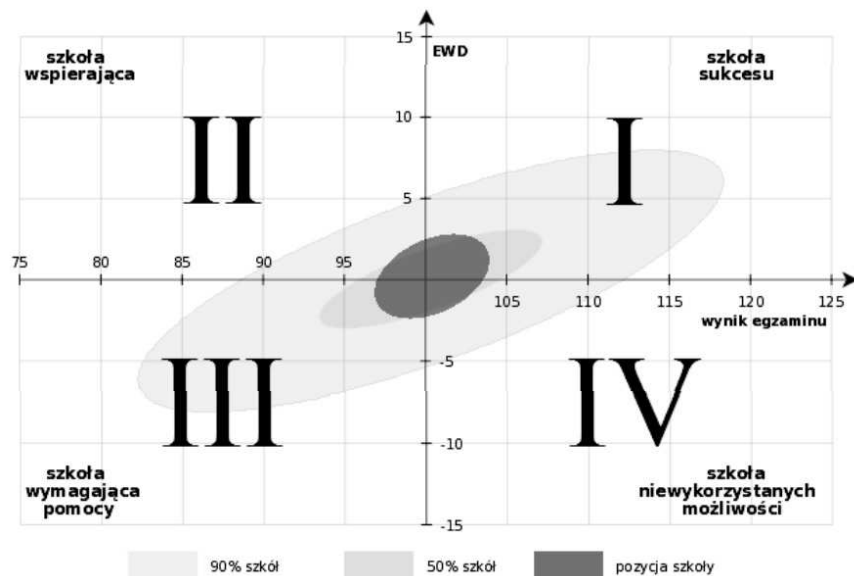 15
EWD
szkoła
wspierająca
szkoła
sukcesu
10
II
I
5
75 80 85 90 95 105 110 115 120 125
wynik egzaminu
-5
III
IV
-10
szkoła
wymagająca
pomocy
szkoła
niewykorzystanych
możliwości
-15
90% szkół 50% szkół pozycja szkoły